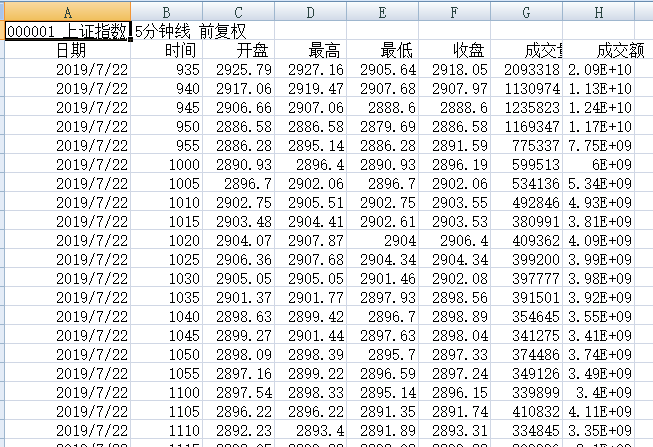 A B C D E F G H
000001 上证指数 5分钟线 前复权
日期 时间 开盘 最高 最低 收盘 成交量 成交额
2019/7/22 935 2925.79 2927.16 2905.64 2918.05 2093318 2.09E+10
2019/7/22 940 2917.06 2919.47 2907.68 2907.97 1130974 1.13E+10
2019/7/22 945 2906.66 2907.06 2888.6 2888.6 1235823 1.24E+10
2019/7/22 950 2886.58 2886.58 2879.69 2886.58 1169347 1.17E+10
2019/7/22 955 2886.28 2895.14 2886.28 2891.59 775337 7.75E+09
2019/7/22 1000 2890.93 2896.4 2890.93 2896.19 599513 6E+09
2019/7/22 1005 2896.7 2902.06 2896.7 2902.06 534136 5.34E+09
2019/7/22 1010 2902.75 2905.51 2902.75 2903.55 492846 4.93E+09
2019/7/22 1015 2903.48 2904.41 2902.61 2903.53 380991 3.81E+09
2019/7/22 1020 2904.07 2907.87 2904 2906.4 409362 4.09E+09
2019/7/22 1025 2906.36 2907.68 2904.34 2904.34 399200 3.99E+09
2019/7/22 1030 2905.05 2905.05 2901.46 2902.08 397777 3.98E+09
2019/7/22 1035 2901.37 2901.77 2897.93 2898.56 391501 3.92E+09
2019/7/22 1040 2898.63 2899.42 2896.7 2898.89 354645 3.55E+09
2019/7/22 1045 2899.27 2901.44 2897.63 2898.04 341275 3.41E+09
2019/7/22 1050 2898.09 2898.39 2895.7 2897.33 374486 3.74E+09
2019/7/22 1055 2897.16 2899.22 2896.59 2897.24 349126 3.49E+09
2019/7/22 1100 2897.54 2898.33 2895.14 2896.15 339899 3.4E+09
2019/7/22 1105 2896.22 2896.22 2891.35 2891.74 410832 4.11E+09
2019/7/22 1110 2892.23 2893.4 2891.89 2893.31 334845 3.35E+09